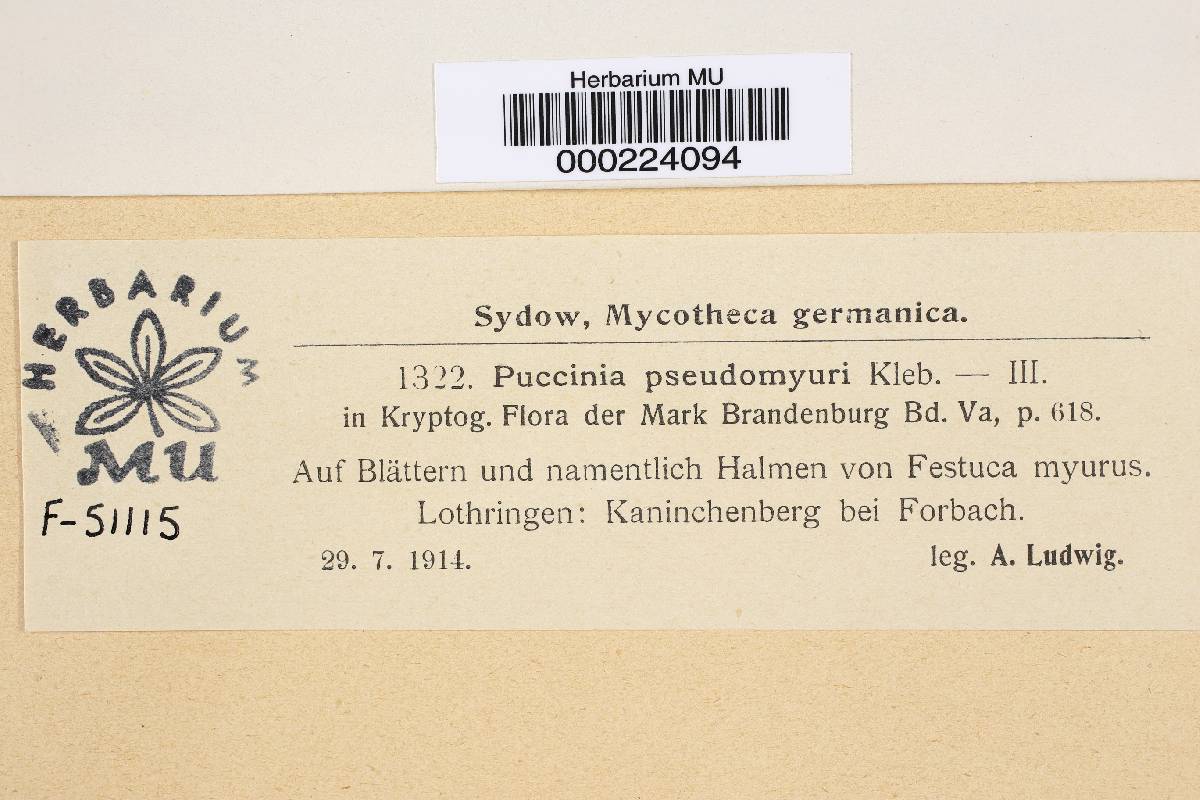 Herbarium MU
000224094
HERBARIUM
MU
F-51115
Sydow, Mycotheca germanica.
1322. Puccinia pseudomyuri Kleb. — III.
in Kryptog. Flora der Mark Brandenburg Bd. Va, p. 618.
Auf Blättern und namentlich Halmen von Festuca myurus.
Lothringen: Kaninchenberg bei Forbach.
29. 7. 1914. leg. A. Ludwig.